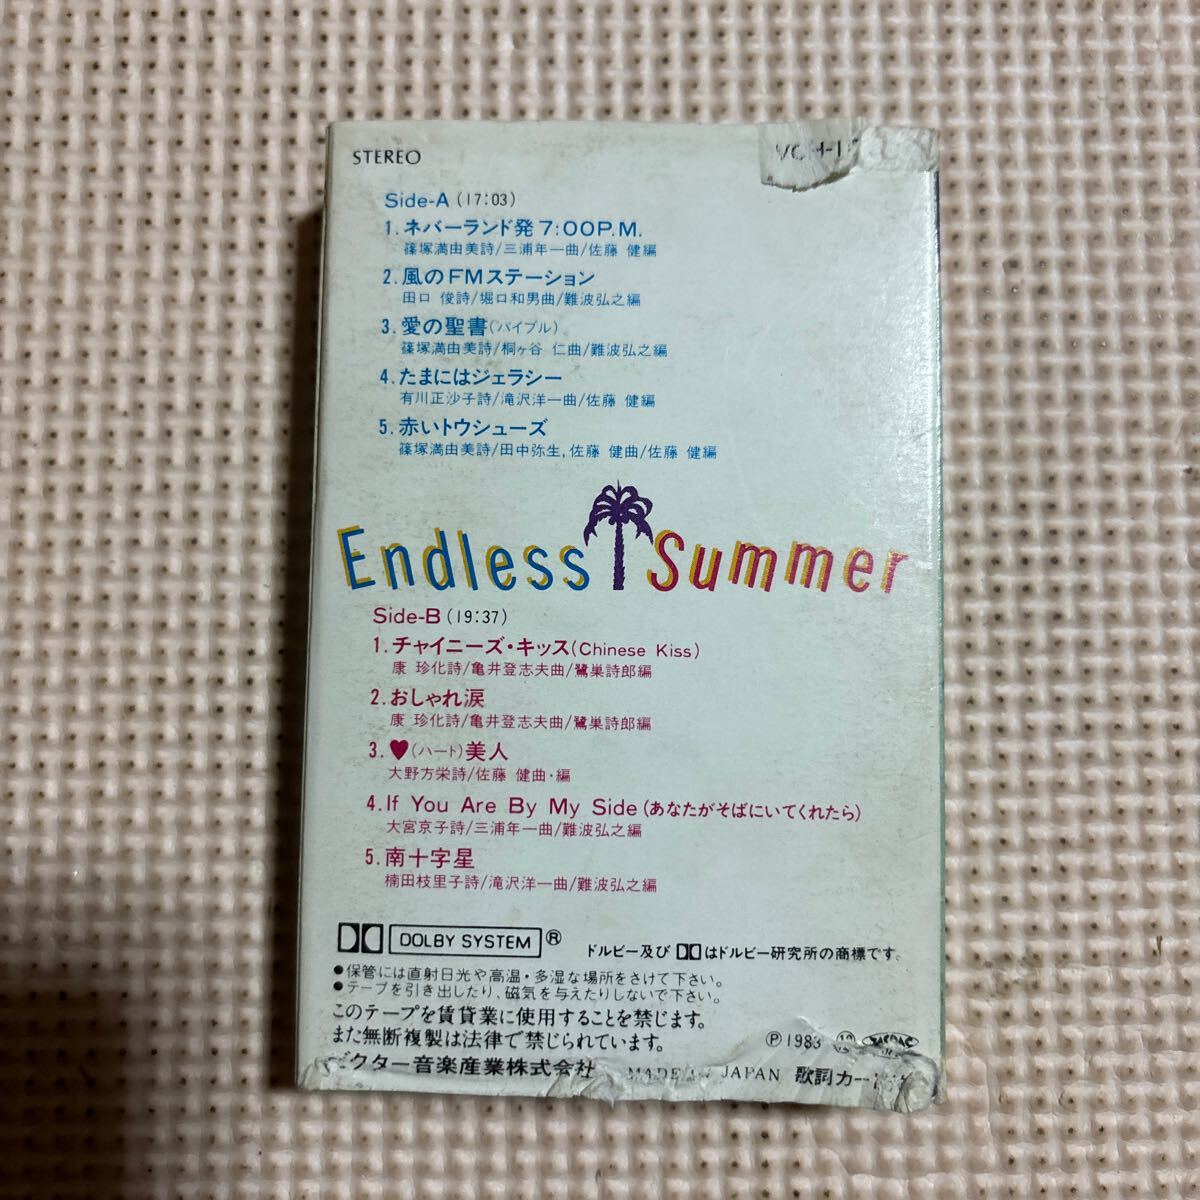 STEREO
Side-A (17:03)
1. ネバーランド発 7:00P.M.
篠塚満由美詩/三浦年一曲/佐藤 健編
2. 風のFMステーション
田口 俊詩/堀口和男曲/難波弘之編
3. 愛の聖書(バイブル)
篠塚満由美詩/桐ヶ谷 仁曲/難波弘之編
4. たまにはジェラシー
有川正沙子詩/滝沢洋一曲/佐藤 健編
5. 赤いトウシューズ
篠塚満由美詩/田中弥生,佐藤 健曲/佐藤 健編
Endless Summer
Side-B (19:37)
1. チャイニーズ・キッス(Chinese Kiss)
康 珍化詩/亀井登志夫曲/鷺巣詩郎編
2. おしゃれ涙
康 珍化詩/亀井登志夫曲/鷺巣詩郎編
3. ♥(ハート)美人
大野方栄詩/佐藤 健曲・編
4. If You Are By My Side (あなたがそばにいてくれたら)
大宮京子詩/三浦年一曲/難波弘之編
5. 南十字星
楠田枝里子詩/滝沢洋一曲/難波弘之編
DOLBY SYSTEM ® ドルビー及び はドルビー研究所の商標です。
●保管には直射日光や高温・多湿な場所をさけて下さい。
●テープを引き出したり、磁気を与えたりしないで下さい。
このテープを賃貸業に使用することを禁じます。
また無断複製は法律で禁じられています。
Ⓟ1983
ビクター音楽産業株式会社 MADE IN JAPAN 歌詞カード